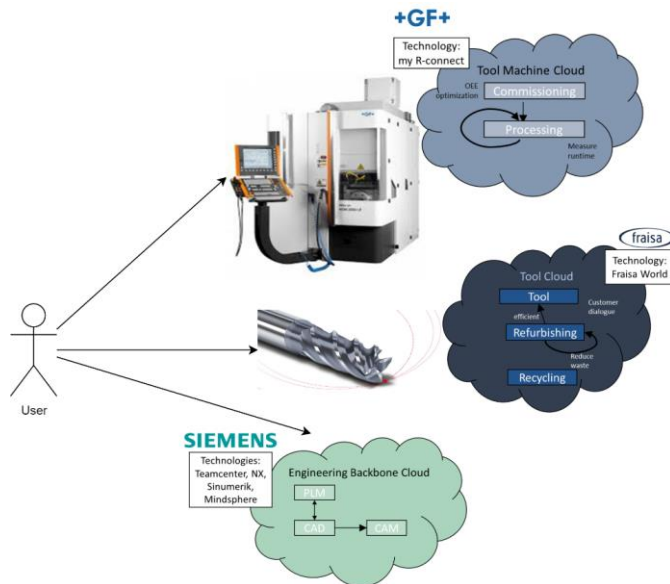 +GF+
Technology:
my R-connect
Tool Machine Cloud
OEE
optimization
Commissioning
Processing
Measure
runtime
+GF+
fraisa
Technology:
Fraisa World
Tool Cloud
Tool
efficient
Customer
dialogue
Refurbishing
Reduce
waste
Recycling
User
SIEMENS
Technologies:
Teamcenter, NX,
Sinumerik,
Mindsphere
Engineering Backbone Cloud
PLM
CAD
CAM